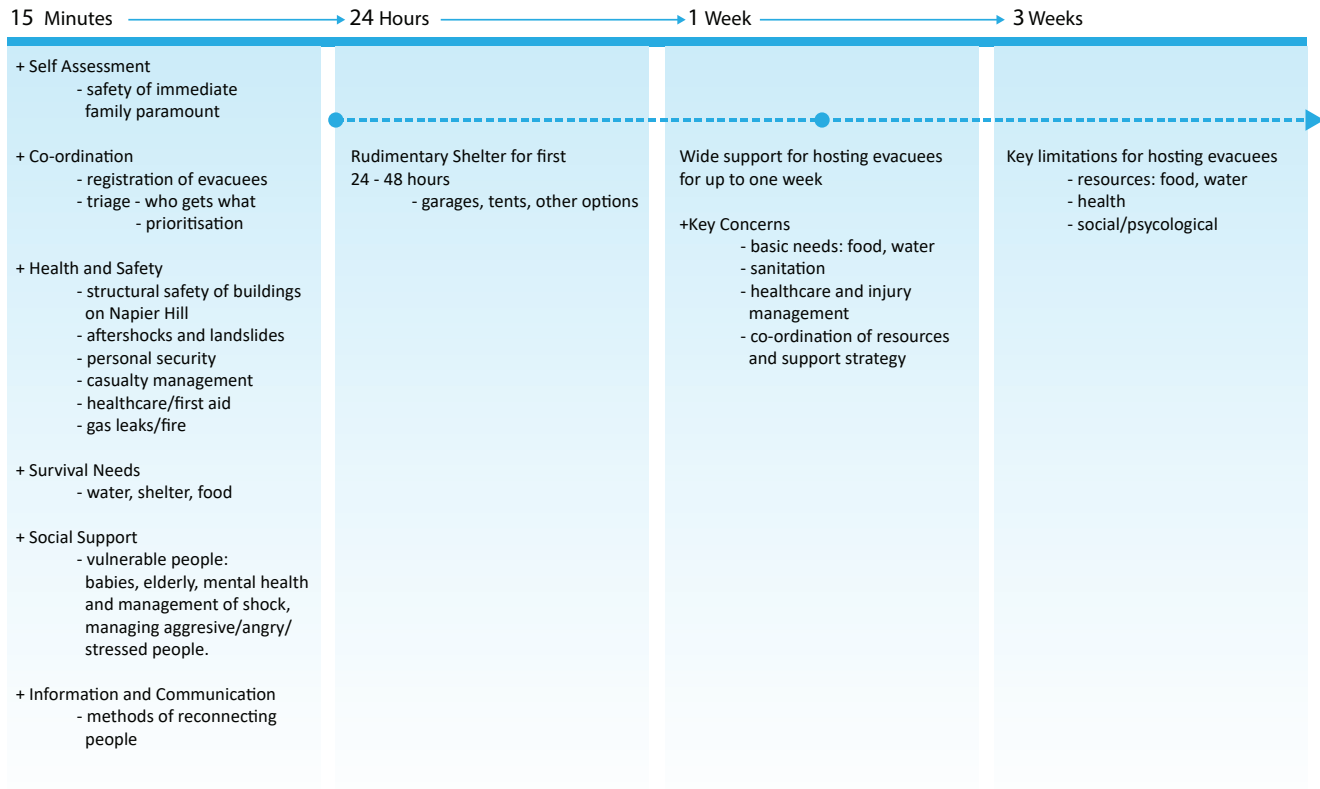 15 Minutes
24 Hours
1 Week
3 Weeks
+ Self Assessment
- safety of immediate
family paramount
+ Co-ordination
- registration of evacuees
- triage - who gets what
- prioritisation
+ Health and Safety
- structural safety of buildings
on Napier Hill
- aftershocks and landslides
- personal security
- casualty management
- healthcare/first aid
- gas leaks/fire
+ Survival Needs
- water, shelter, food
+ Social Support
- vulnerable people:
babies, elderly, mental health
and management of shock,
managing aggresive/angry/
stressed people.
+ Information and Communication
- methods of reconnecting
people
Rudimentary Shelter for first
24 - 48 hours
- garages, tents, other options
Wide support for hosting evacuees
for up to one week
+Key Concerns
- basic needs: food, water
- sanitation
- healthcare and injury
management
- co-ordination of resources
and support strategy
Key limitations for hosting evacuees
- resources: food, water
- health
- social/psycological